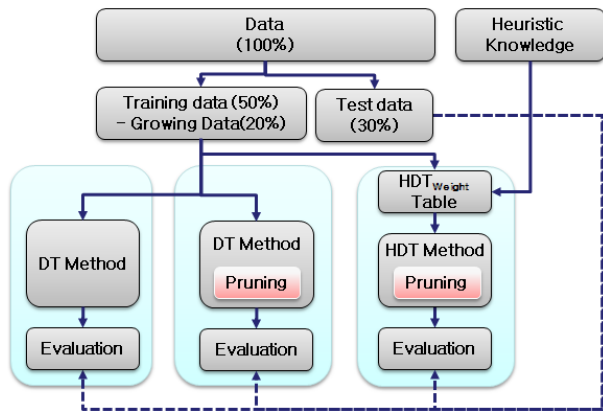 Data
(100%)
Heuristic
Knowledge
Training data (50%)
– Growing Data(20%)
Test data
(30%)
HDTWeight
Table
DT Method
DT Method
Pruning
HDT Method
Pruning
Evaluation
Evaluation
Evaluation